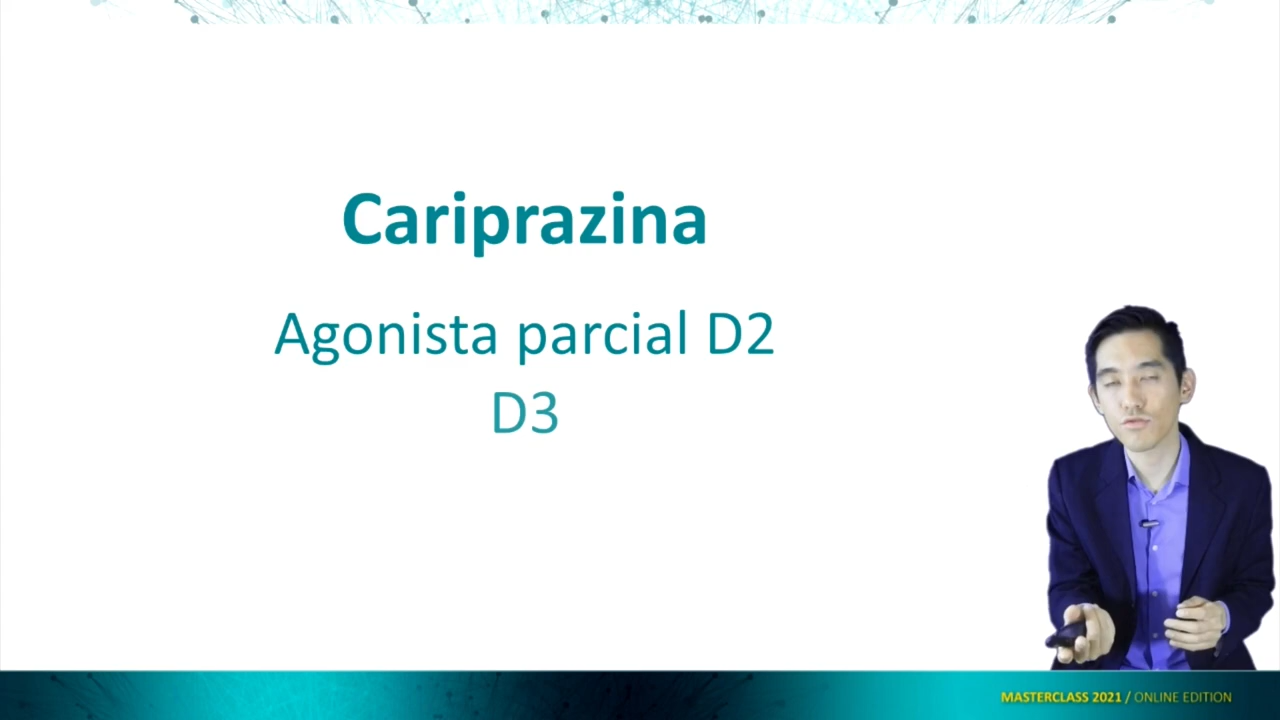 Cariprazina
Agonista parcial D2
D3
MASTERCLASS 2021 / ONLINE EDITION